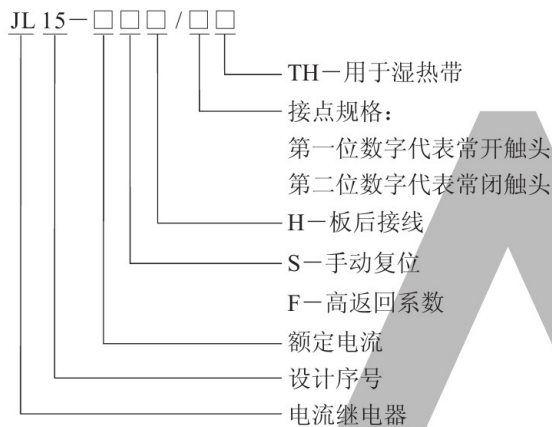 JL 15－□□□/□□
TH－用于湿热带
接点规格：
第一位数字代表常开触头
第二位数字代表常闭触头
H－板后接线
S－手动复位
F－高返回系数
额定电流
设计序号
电流继电器